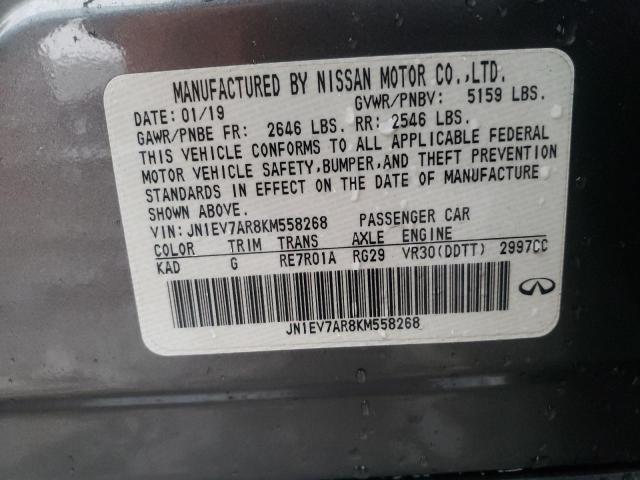 MANUFACTURED BY NISSAN MOTOR CO.,LTD.
DATE: 01/19 GVWR/PNBV: 5159 LBS.
GAWR/PNBE FR: 2646 LBS. RR: 2546 LBS.
THIS VEHICLE CONFORMS TO ALL APPLICABLE FEDERAL
MOTOR VEHICLE SAFETY,BUMPER,AND THEFT PREVENTION
STANDARDS IN EFFECT ON THE DATE OF MANUFACTURE
SHOWN ABOVE.
VIN: JN1EV7AR8KM558268 PASSENGER CAR
COLOR TRIM TRANS AXLE ENGINE
KAD G RE7R01A RG29 VR30(DDTT) 2997CC
JN1EV7AR8KM558268